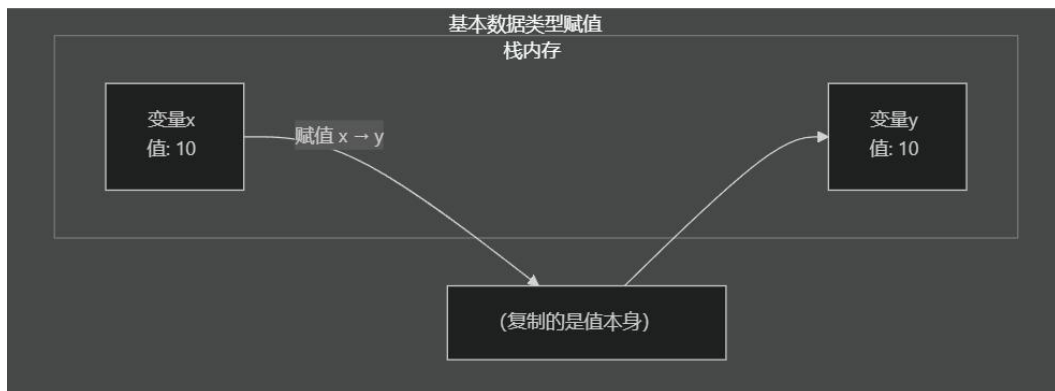 基本数据类型赋值
栈内存
变量x
值: 10
赋值 x → y
变量y
值: 10
(复制的是值本身)